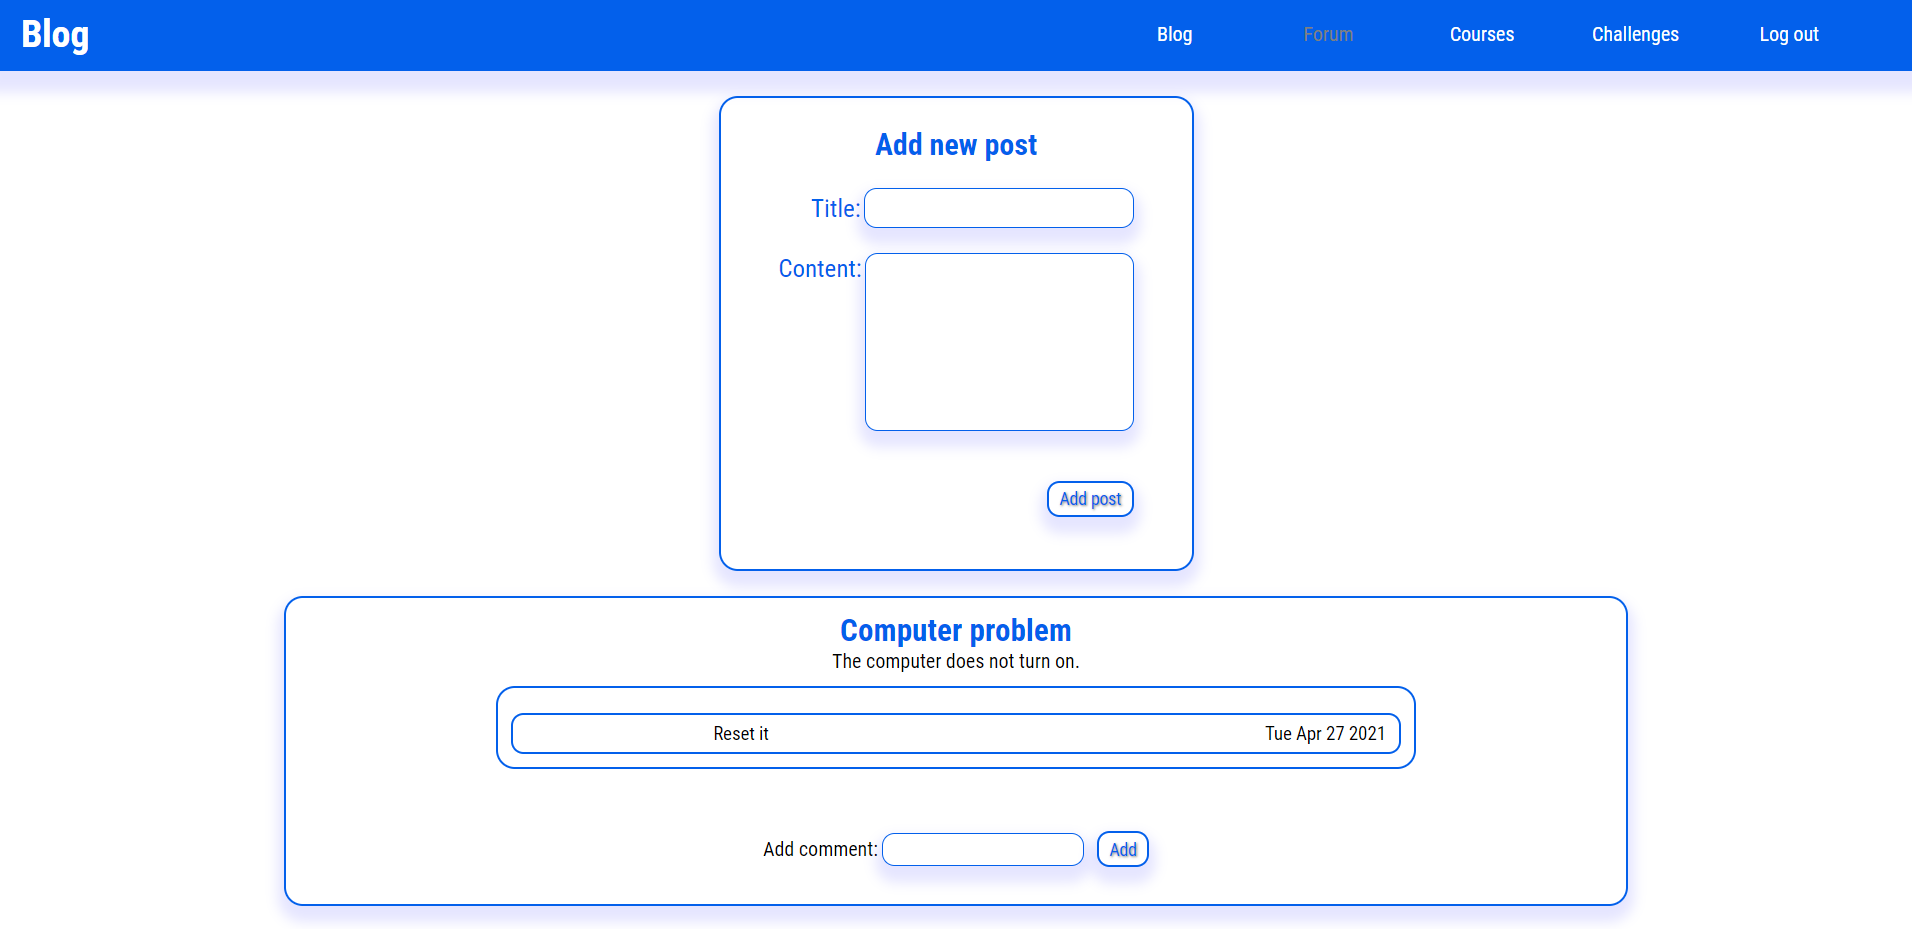 Blog
Blog Forum Courses Challenges Log out
Add new post
Title:
Content:
Add post
Computer problem
The computer does not turn on.
Reset it Tue Apr 27 2021
Add comment: Add